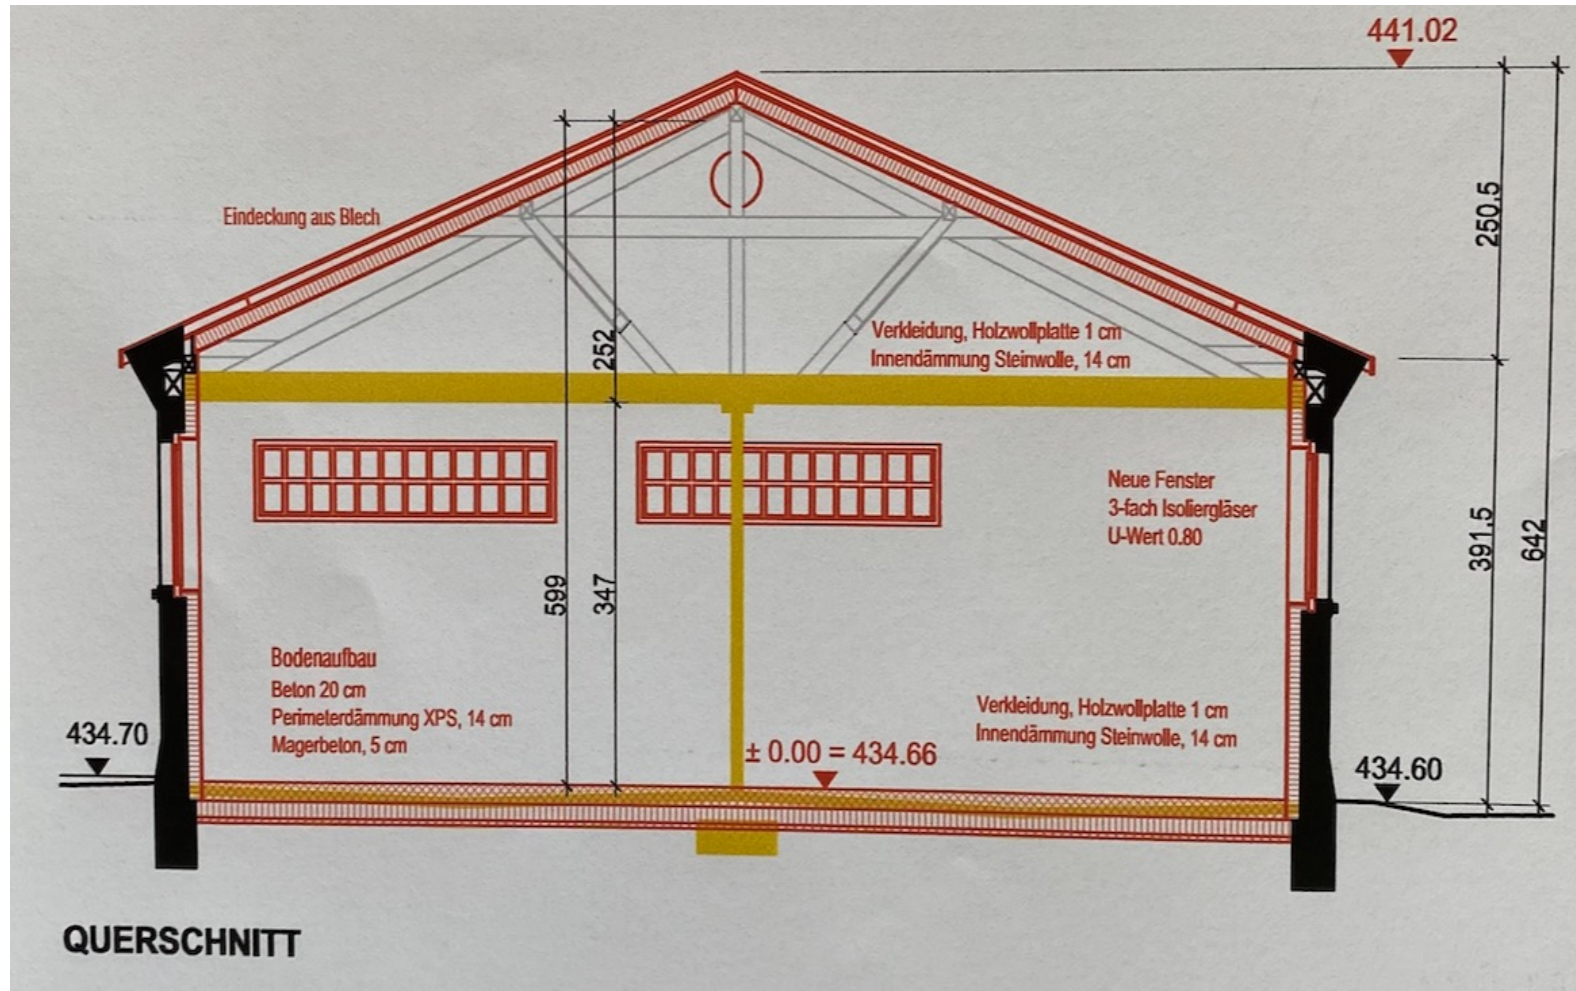 441.02
250.5
Eindeckung aus Blech
252
Verkleidung, Holzwollplatte 1 cm
Innendämmung Steinwolle, 14 cm
Neue Fenster
3-fach Isoliergläser
U-Wert 0.80
391.5
642
599
347
Bodenaufbau
Beton 20 cm
Perimeterdämmung XPS, 14 cm
Magerbeton, 5 cm
Verkleidung, Holzwollplatte 1 cm
Innendämmung Steinwolle, 14 cm
434.70
± 0.00 = 434.66
434.60
QUERSCHNITT